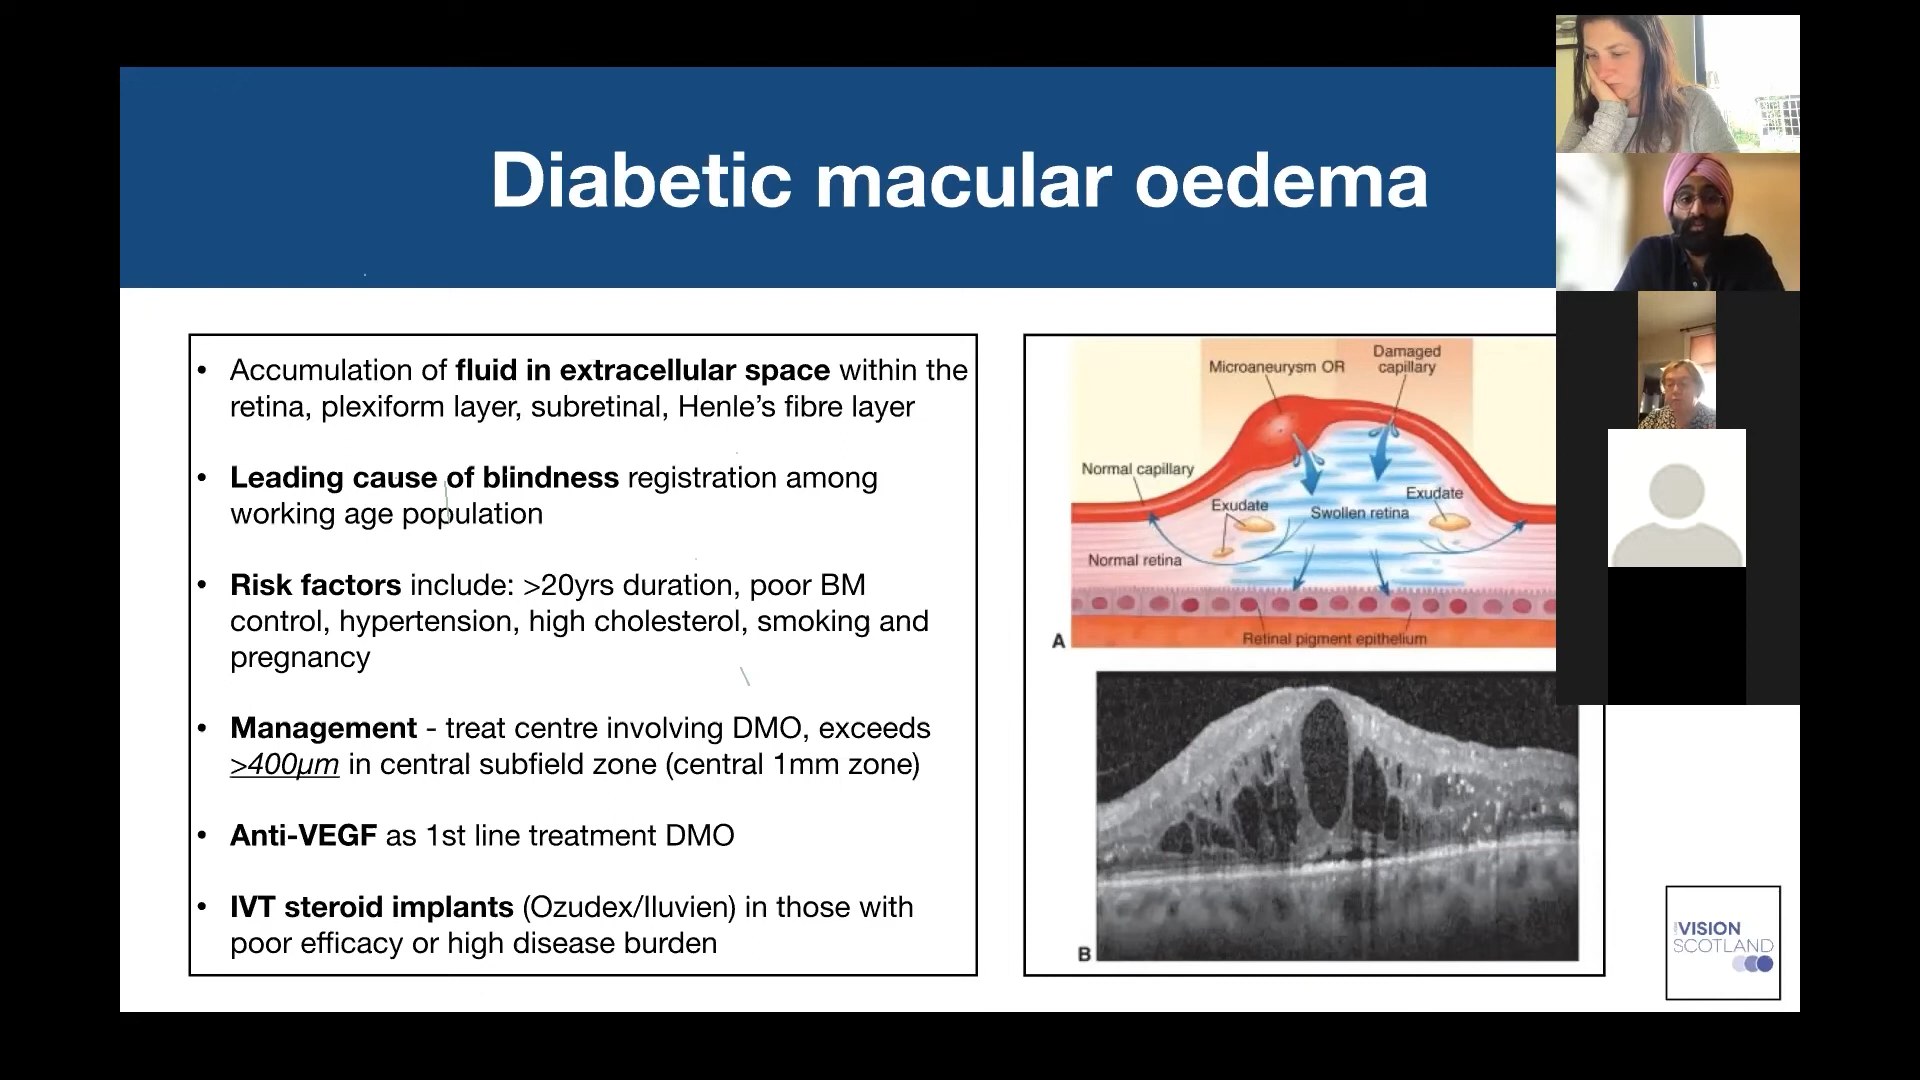 Diabetic macular oedema
• Accumulation of fluid in extracellular space within the
retina, plexiform layer, subretinal, Henle’s fibre layer
• Leading cause of blindness registration among
working age population
• Risk factors include: >20yrs duration, poor BM
control, hypertension, high cholesterol, smoking and
pregnancy
• Management - treat centre involving DMO, exceeds
>400µm in central subfield zone (central 1mm zone)
• Anti-VEGF as 1st line treatment DMO
• IVT steroid implants (Ozudex/Iluvien) in those with
poor efficacy or high disease burden
Microaneurysm OR
Damaged
capillary
Normal capillary
Exudate
Swollen retina
Exudate
Normal retina
Retinal pigment epithelium
A
B
VISION
SCOTLAND